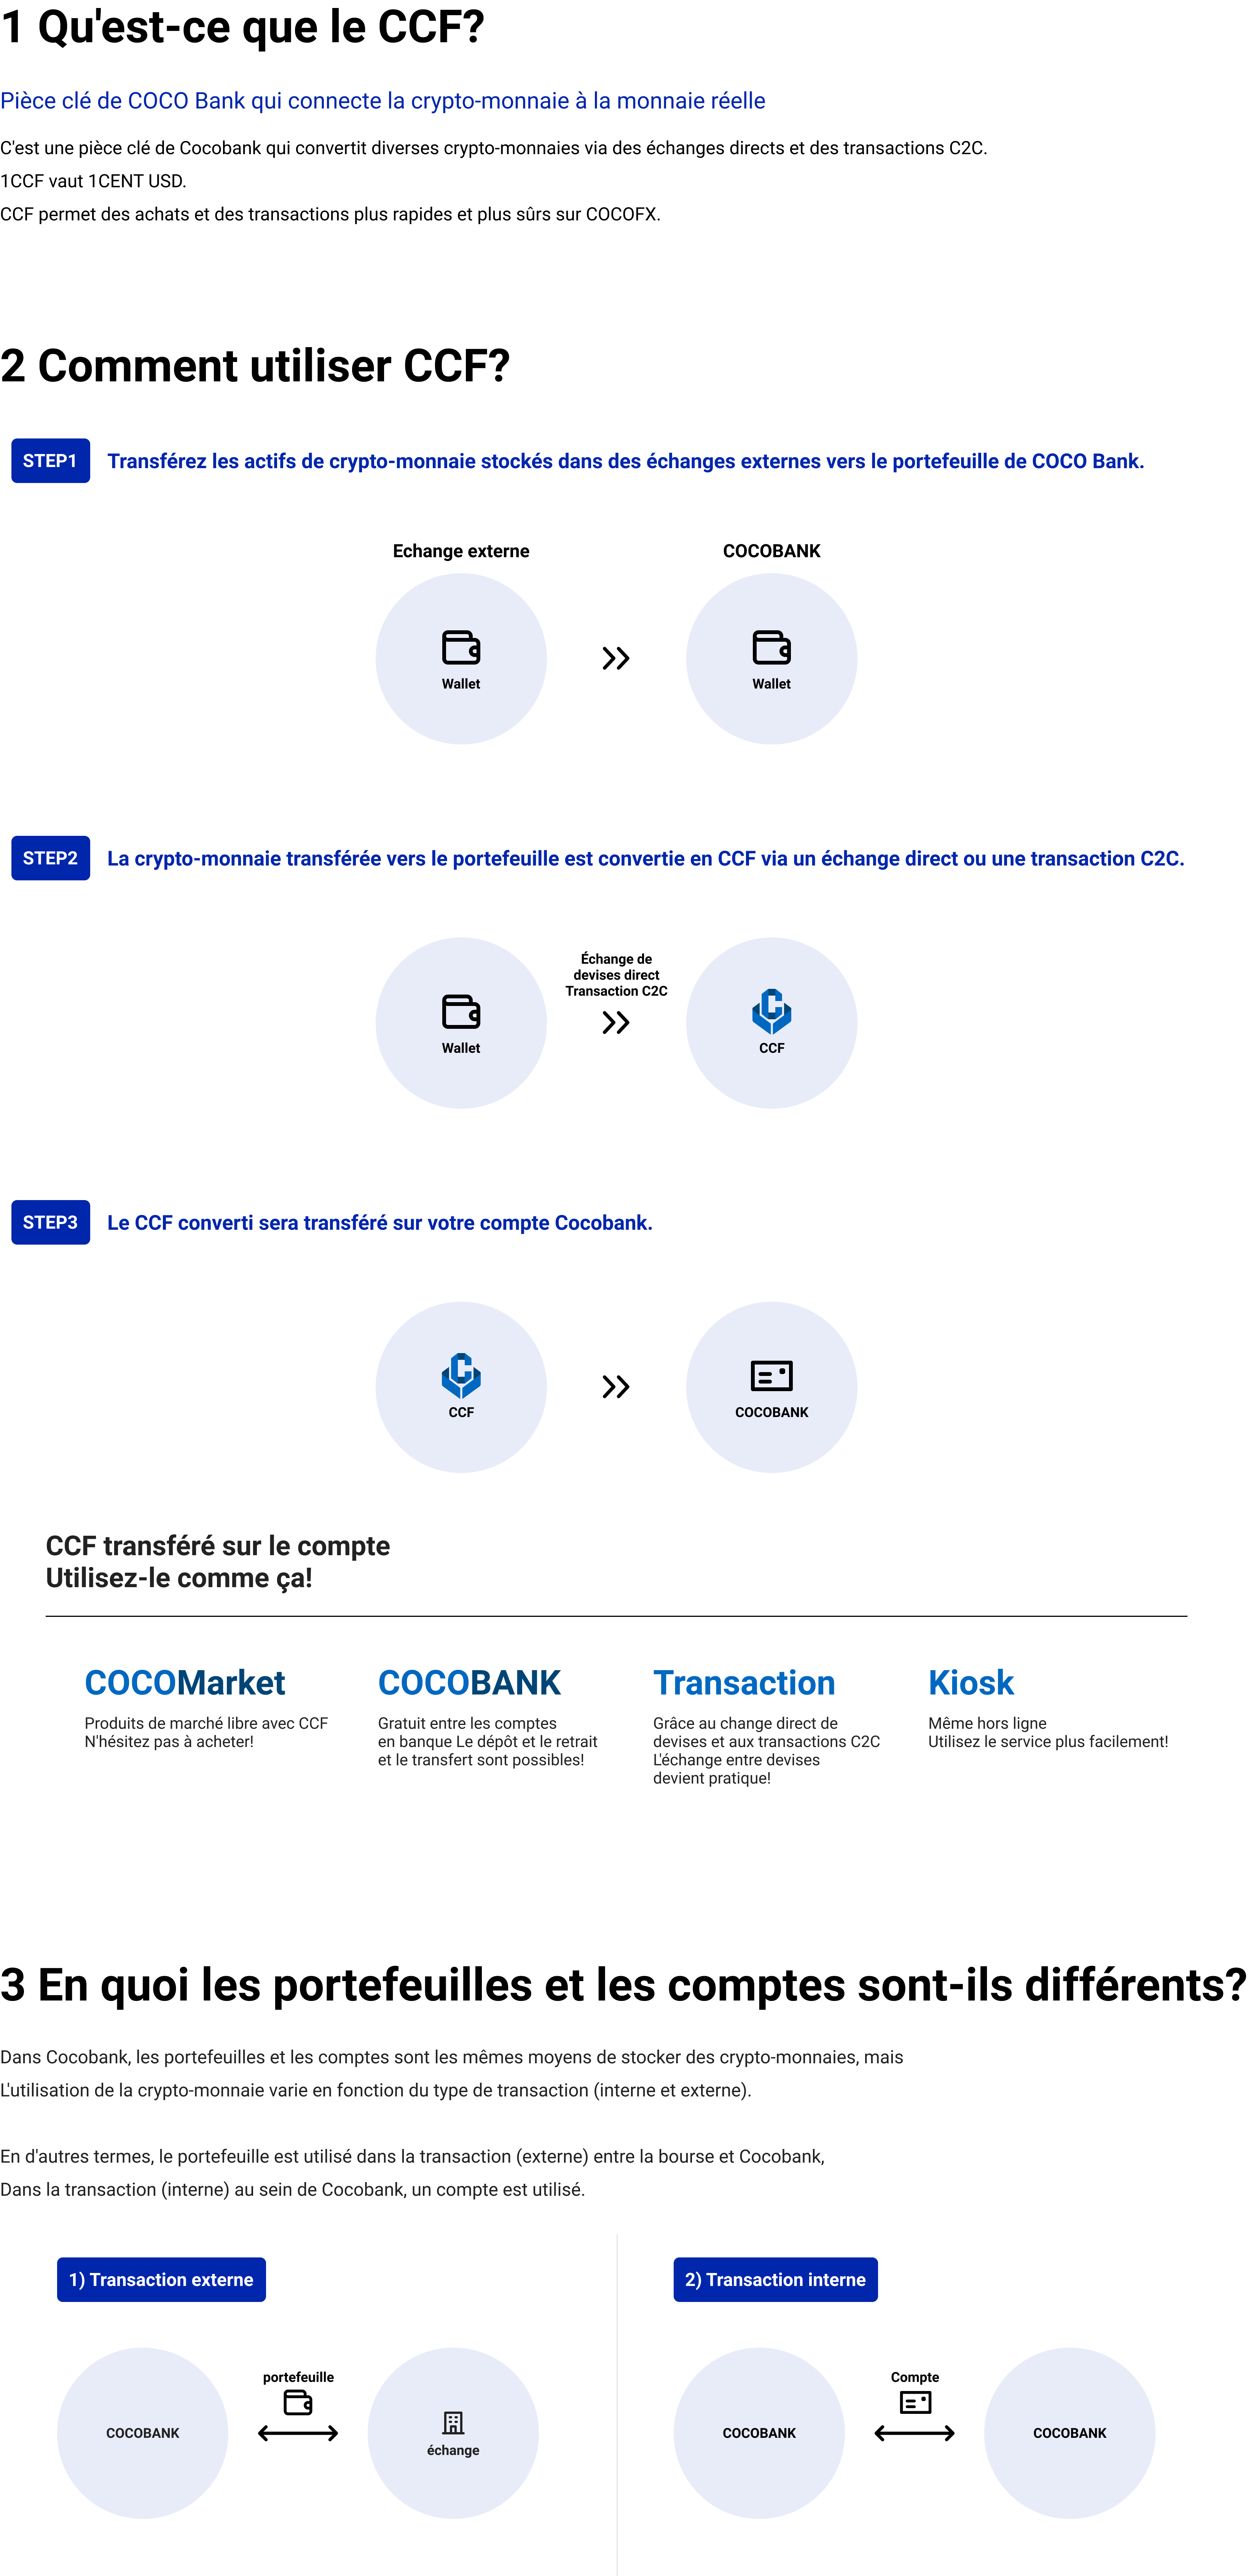 1 Qu'est-ce que le CCF?
Pièce clé de COCO Bank qui connecte la crypto-monnaie à la monnaie réelle
C'est une pièce clé de Cocobank qui convertit diverses crypto-monnaies via des échanges directs et des transactions C2C.
1CCF vaut 1CENT USD.
CCF permet des achats et des transactions plus rapides et plus sûrs sur COCOFX.
2 Comment utiliser CCF?
STEP1 Transférez les actifs de crypto-monnaie stockés dans des échanges externes vers le portefeuille de COCO Bank.
Echange externe
COCOBANK
Wallet
Wallet
STEP2 La crypto-monnaie transférée vers le portefeuille est convertie en CCF via un échange direct ou une transaction C2C.
Échange de
devises direct
Transaction C2C
Wallet
CCF
STEP3 Le CCF converti sera transféré sur votre compte Cocobank.
CCF
COCOBANK
CCF transféré sur le compte
Utilisez-le comme ça!
COCOMarket
Produits de marché libre avec CCF
N'hésitez pas à acheter!
COCOBANK
Gratuit entre les comptes
en banque Le dépôt et le retrait
et le transfert sont possibles!
Transaction
Grâce au change direct de
devises et aux transactions C2C
L'échange entre devises
devient pratique!
Kiosk
Même hors ligne
Utilisez le service plus facilement!
3 En quoi les portefeuilles et les comptes sont-ils différents?
Dans Cocobank, les portefeuilles et les comptes sont les mêmes moyens de stocker des crypto-monnaies, mais
L'utilisation de la crypto-monnaie varie en fonction du type de transaction (interne et externe).
En d'autres termes, le portefeuille est utilisé dans la transaction (externe) entre la bourse et Cocobank,
Dans la transaction (interne) au sein de Cocobank, un compte est utilisé.
1) Transaction externe
COCOBANK
portefeuille
échange
2) Transaction interne
COCOBANK
Compte
COCOBANK